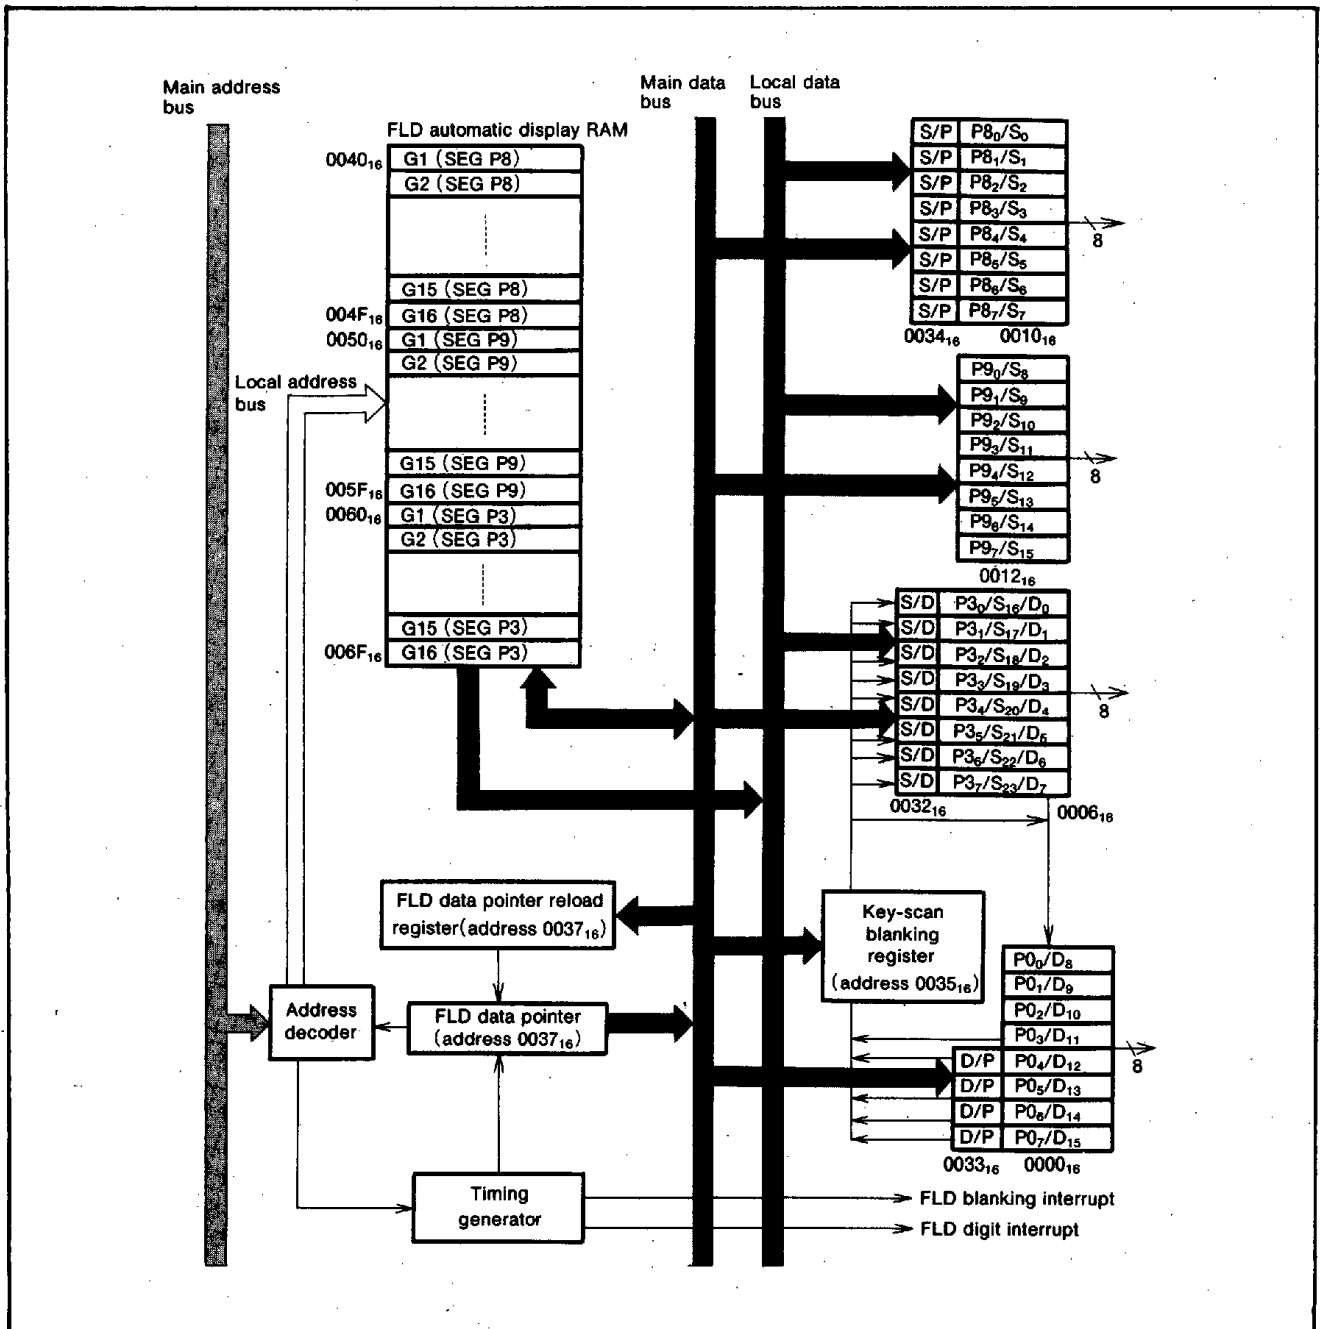 Main address
bus
Main data
bus
Local data
bus
FLD automatic display RAM
0040₁₆
G1 (SEG P8)
G2 (SEG P8)
G15 (SEG P8)
004F₁₆
G16 (SEG P8)
0050₁₆
G1 (SEG P9)
G2 (SEG P9)
Local address
bus
G15 (SEG P9)
005F₁₆
G16 (SEG P9)
0060₁₆
G1 (SEG P3)
G2 (SEG P3)
G15 (SEG P3)
006F₁₆
G16 (SEG P3)
S/P P8₀/S₀
S/P P8₁/S₁
S/P P8₂/S₂
S/P P8₃/S₃
S/P P8₄/S₄
S/P P8₅/S₅
S/P P8₆/S₆
S/P P8₇/S₇
8
0034₁₆ 0010₁₆
P9₀/S₈
P9₁/S₉
P9₂/S₁₀
P9₃/S₁₁
P9₄/S₁₂
P9₅/S₁₃
P9₆/S₁₄
P9₇/S₁₅
8
0012₁₆
S/D P3₀/S₁₆/D₀
S/D P3₁/S₁₇/D₁
S/D P3₂/S₁₈/D₂
S/D P3₃/S₁₉/D₃
S/D P3₄/S₂₀/D₄
S/D P3₅/S₂₁/D₅
S/D P3₆/S₂₂/D₆
S/D P3₇/S₂₃/D₇
8
0032₁₆ 0006₁₆
FLD data pointer reload
register(address 0037₁₆)
Key-scan
blanking
register
(address 0035₁₆)
Address
decoder
FLD data pointer
(address 0037₁₆)
P0₀/D₈
P0₁/D₉
P0₂/D₁₀
P0₃/D₁₁
D/P P0₄/D₁₂
D/P P0₅/D₁₃
D/P P0₆/D₁₄
D/P P0₇/D₁₅
8
0033₁₆ 0000₁₆
Timing
generator
FLD blanking interrupt
FLD digit interrupt